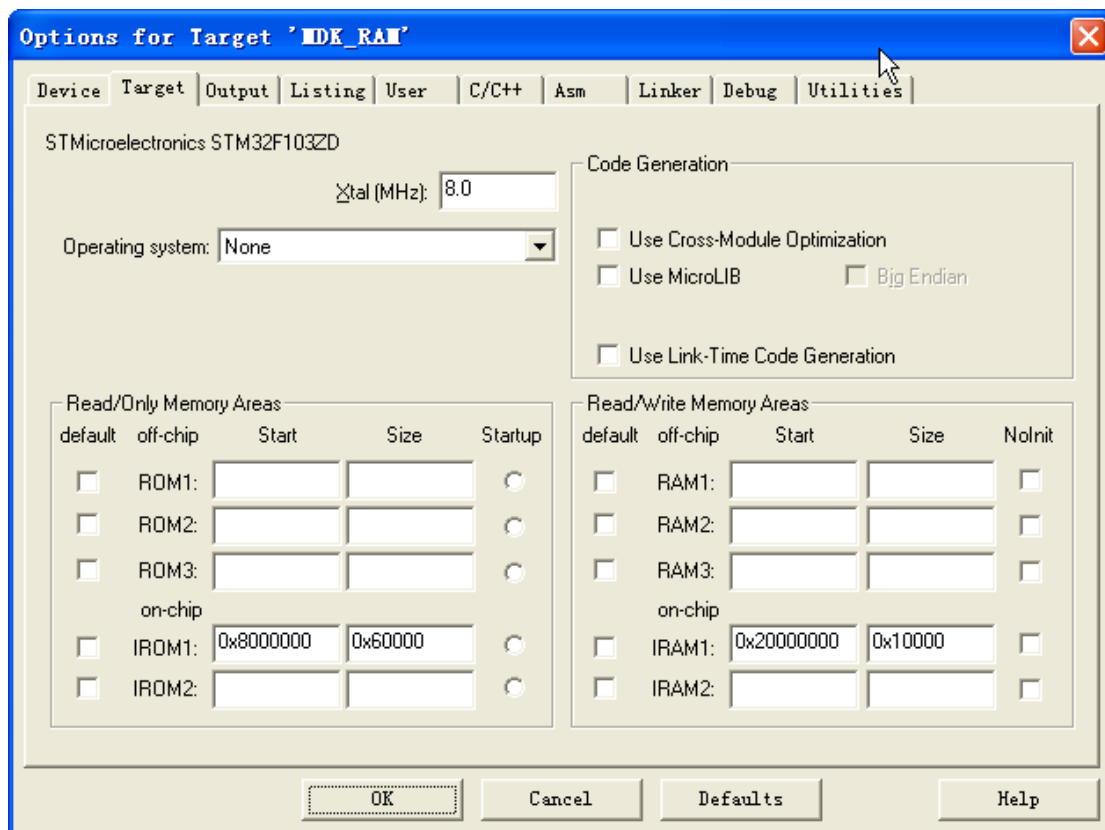 Options for Target 'MDK_RAM'
Device Target Output Listing User C/C++ Asm Linker Debug Utilities
STMicroelectronics STM32F103ZD
Xtal (MHz): 8.0
Operating system: None
Code Generation
Use Cross-Module Optimization
Use MicroLIB Big Endian
Use Link-Time Code Generation
Read/Only Memory Areas
default off-chip Start Size Startup
ROM1:
ROM2:
ROM3:
on-chip
IROM1: 0x8000000 0x60000
IROM2:
Read/Write Memory Areas
default off-chip Start Size NoInit
RAM1:
RAM2:
RAM3:
on-chip
IRAM1: 0x20000000 0x10000
IRAM2:
OK Cancel Defaults Help